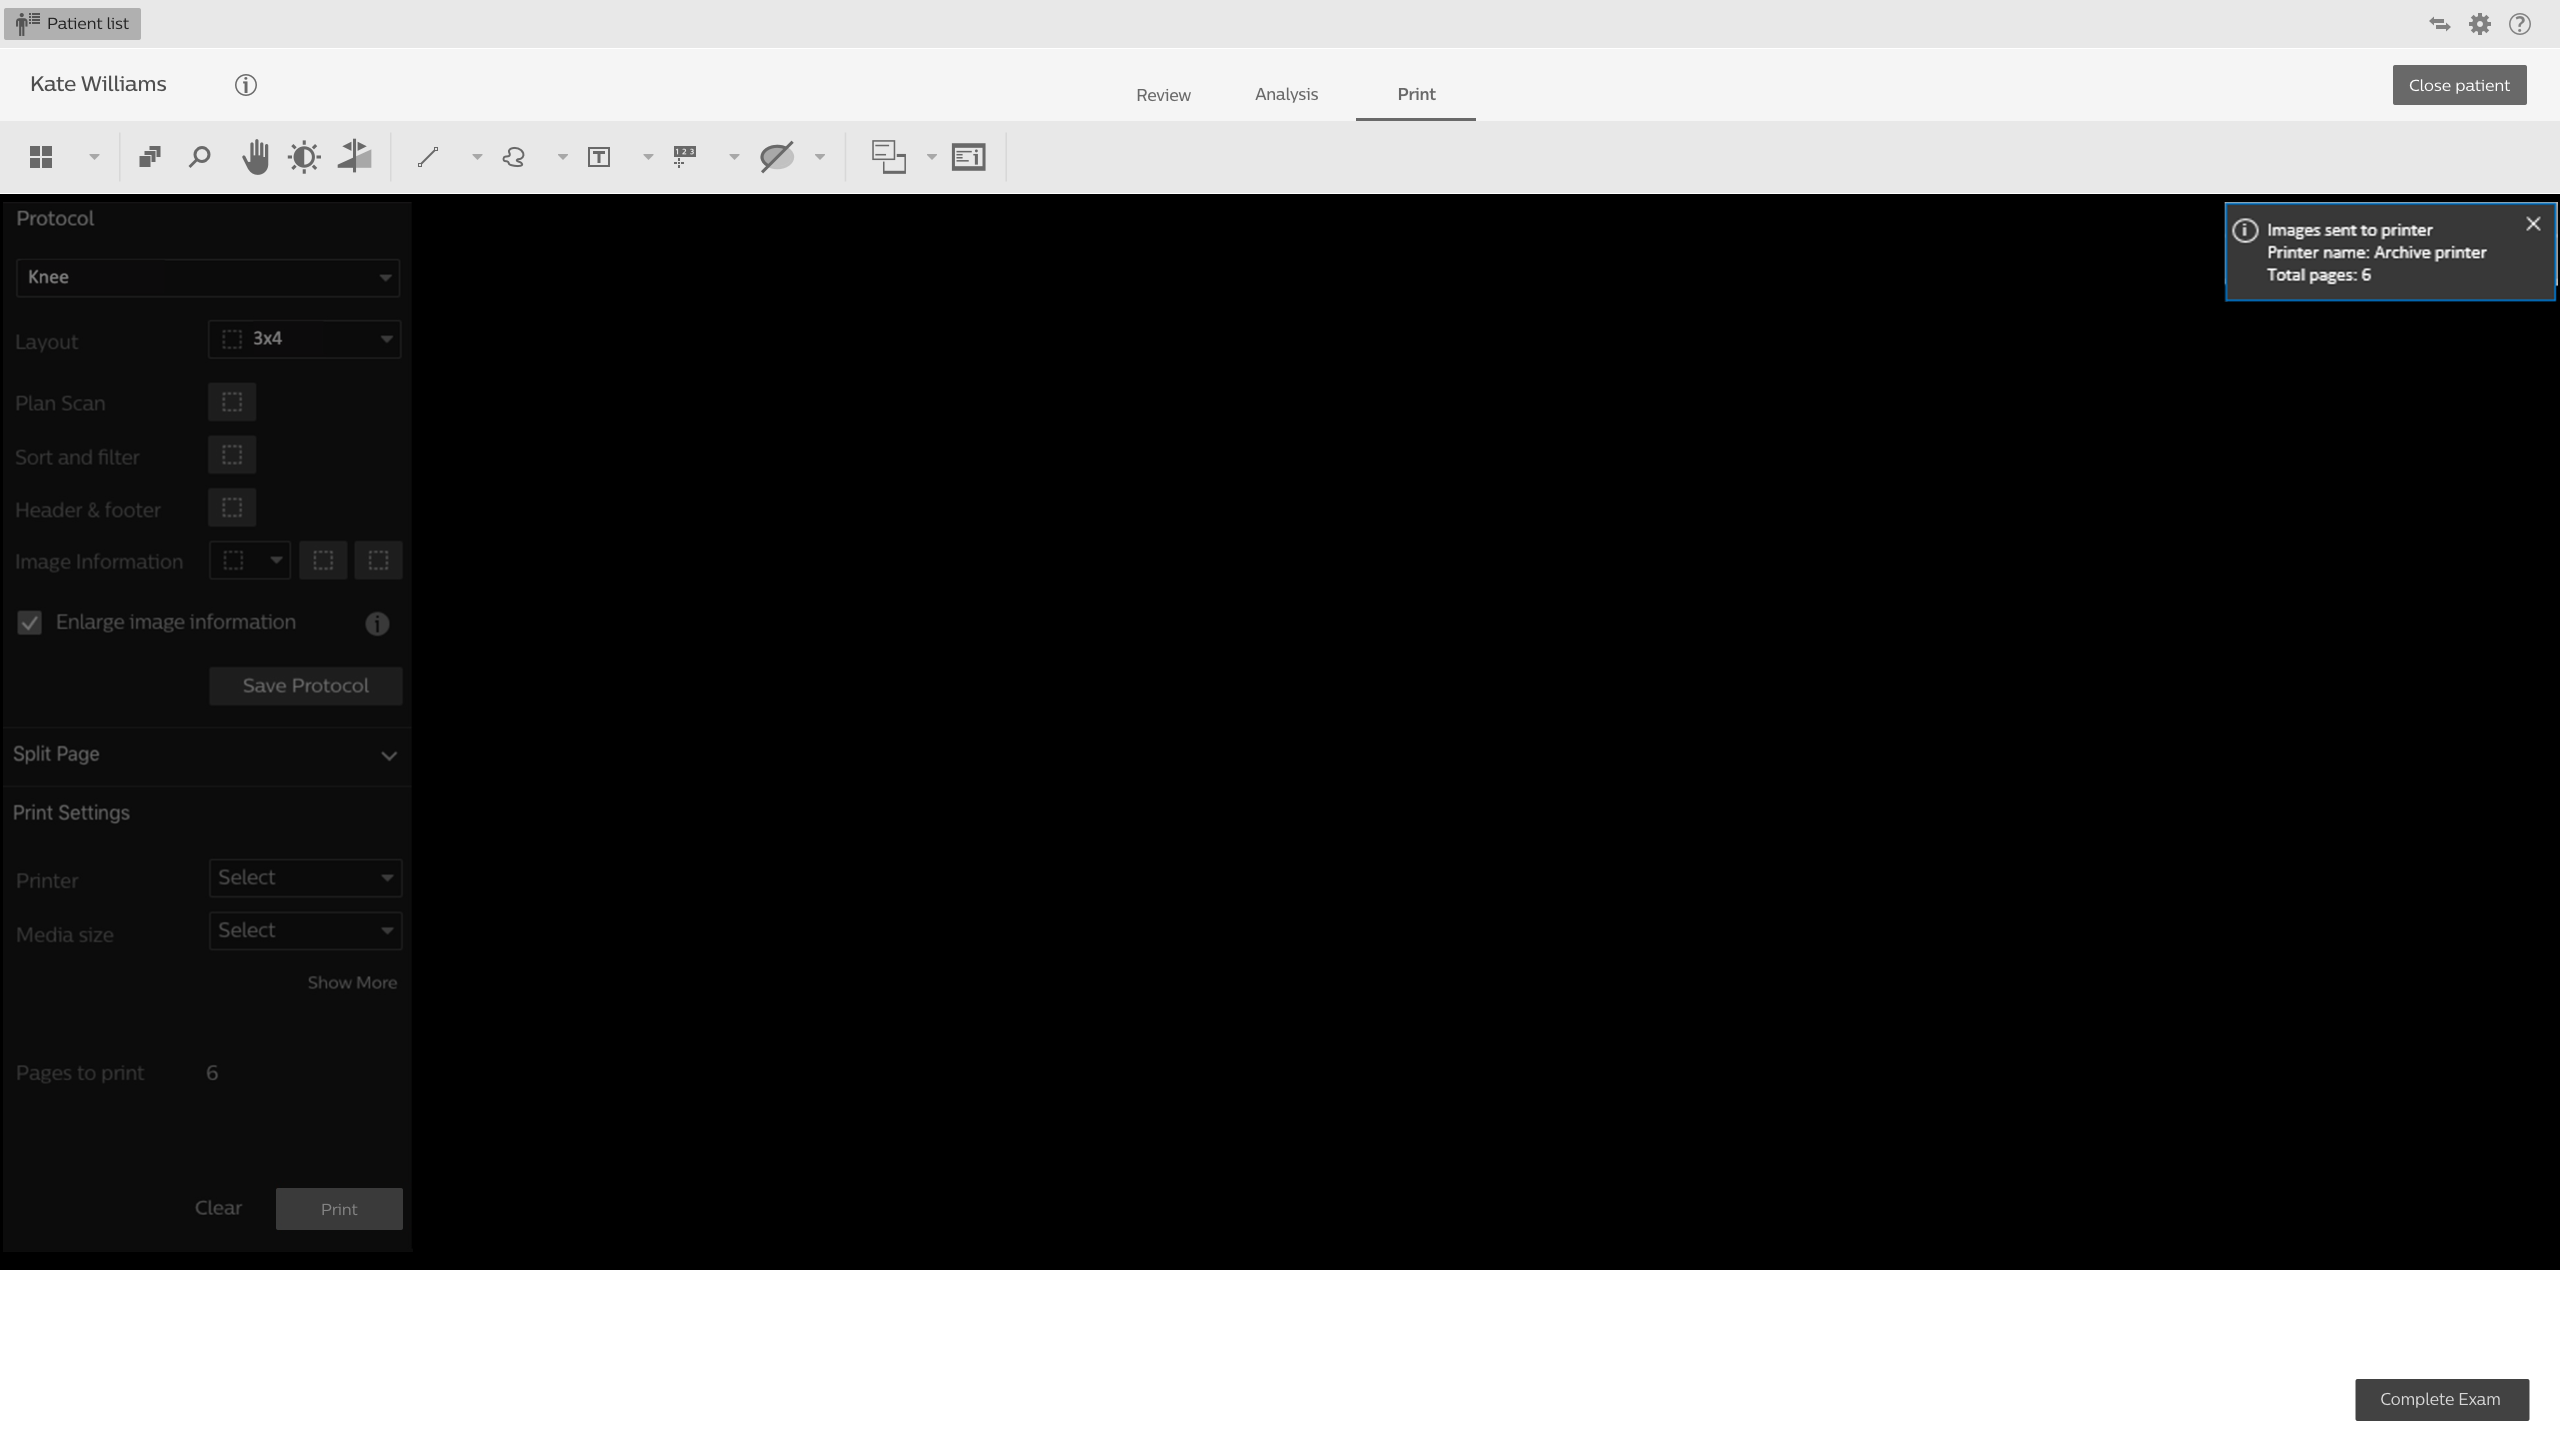 Patient list
Kate Williams
Review
Analysis
Print
Close patient
T
1 2 3
Protocol
Knee
Layout
3x4
Plan Scan
Sort and filter
Header & footer
Image Information
Enlarge image information
Save Protocol
Split Page
Print Settings
Printer
Select
Media size
Select
Show More
Pages to print
6
Clear
Print
Images sent to printer
Printer name: Archive printer
Total pages: 6
Complete Exam